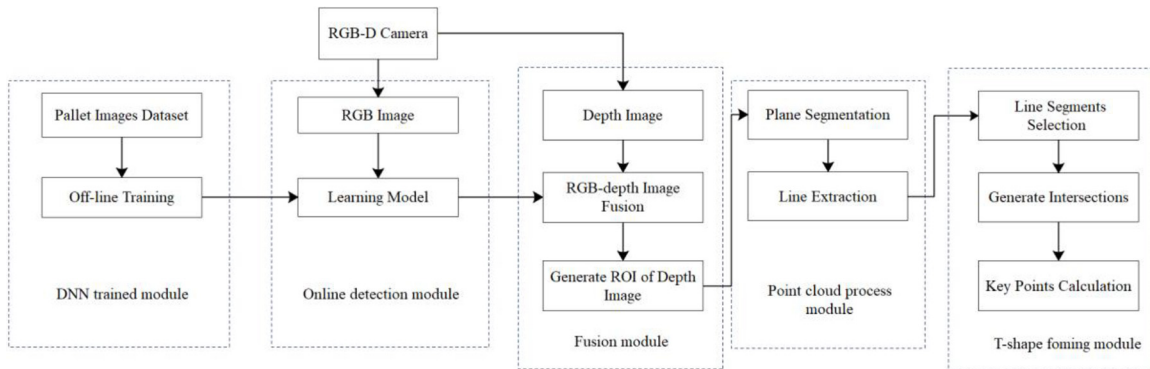 RGB-D Camera
Pallet Images Dataset
Off-line Training
DNN trained module
RGB Image
Learning Model
Online detection module
Depth Image
RGB-depth Image
Fusion
Generate ROI of Depth
Image
Fusion module
Plane Segmentation
Line Extraction
Point cloud process
module
Line Segments
Selection
Generate Intersections
Key Points Calculation
T-shape foming module